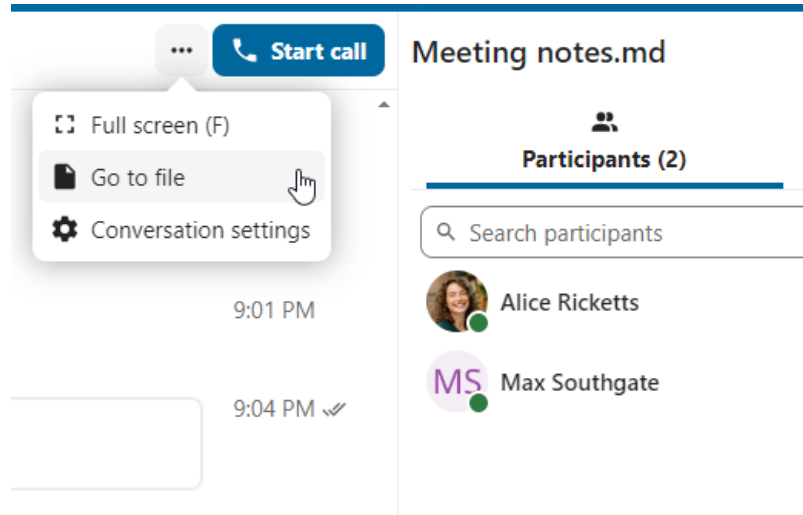 Start call
Full screen (F)
Go to file
Conversation settings
9:01 PM
9:04 PM
Meeting notes.md
Participants (2)
Search participants
Alice Ricketts
MS Max Southgate